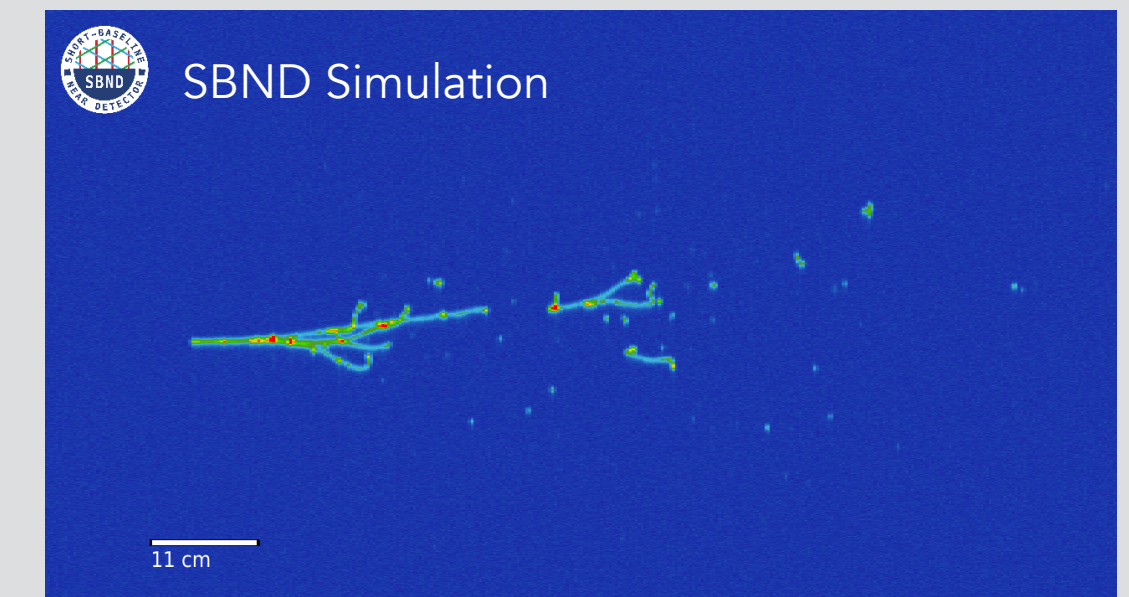 SHORT-BASELINE
SBND
NEAR DETECTOR
SBND Simulation
11 cm